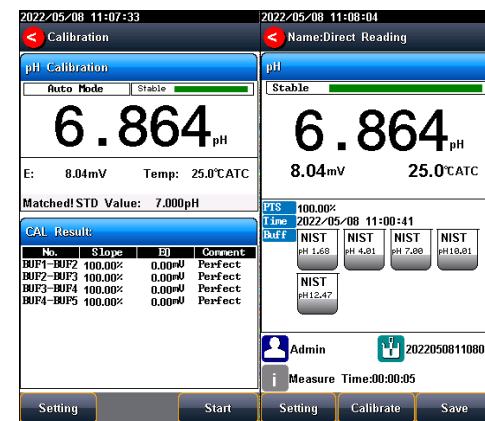 2022/05/08 11:07:33
< Calibration
pH Calibration
Auto Mode Stable
6.864 pH
E: 8.04mV Temp: 25.0℃ATC
Matched! STD Value: 7.000pH
CAL Result:
No. Slope E0 Comment
BUF1-BUF2 100.00% 0.00mV Perfect
BUF2-BUF3 100.00% 0.00mV Perfect
BUF3-BUF4 100.00% 0.00mV Perfect
BUF4-BUF5 100.00% 0.00mV Perfect
Setting Start
2022/05/08 11:08:04
< Name:Direct Reading
pH
Stable
6.864 pH
8.04mV 25.0℃ATC
PTS 100.00%
Time 2022/05/08 11:00:41
Buff NIST NIST NIST NIST
pH 1.68 pH 4.01 pH 7.00 pH10.01
NIST
pH12.47
Admin 2022050811080
i Measure Time:00:00:05
Setting Calibrate Save